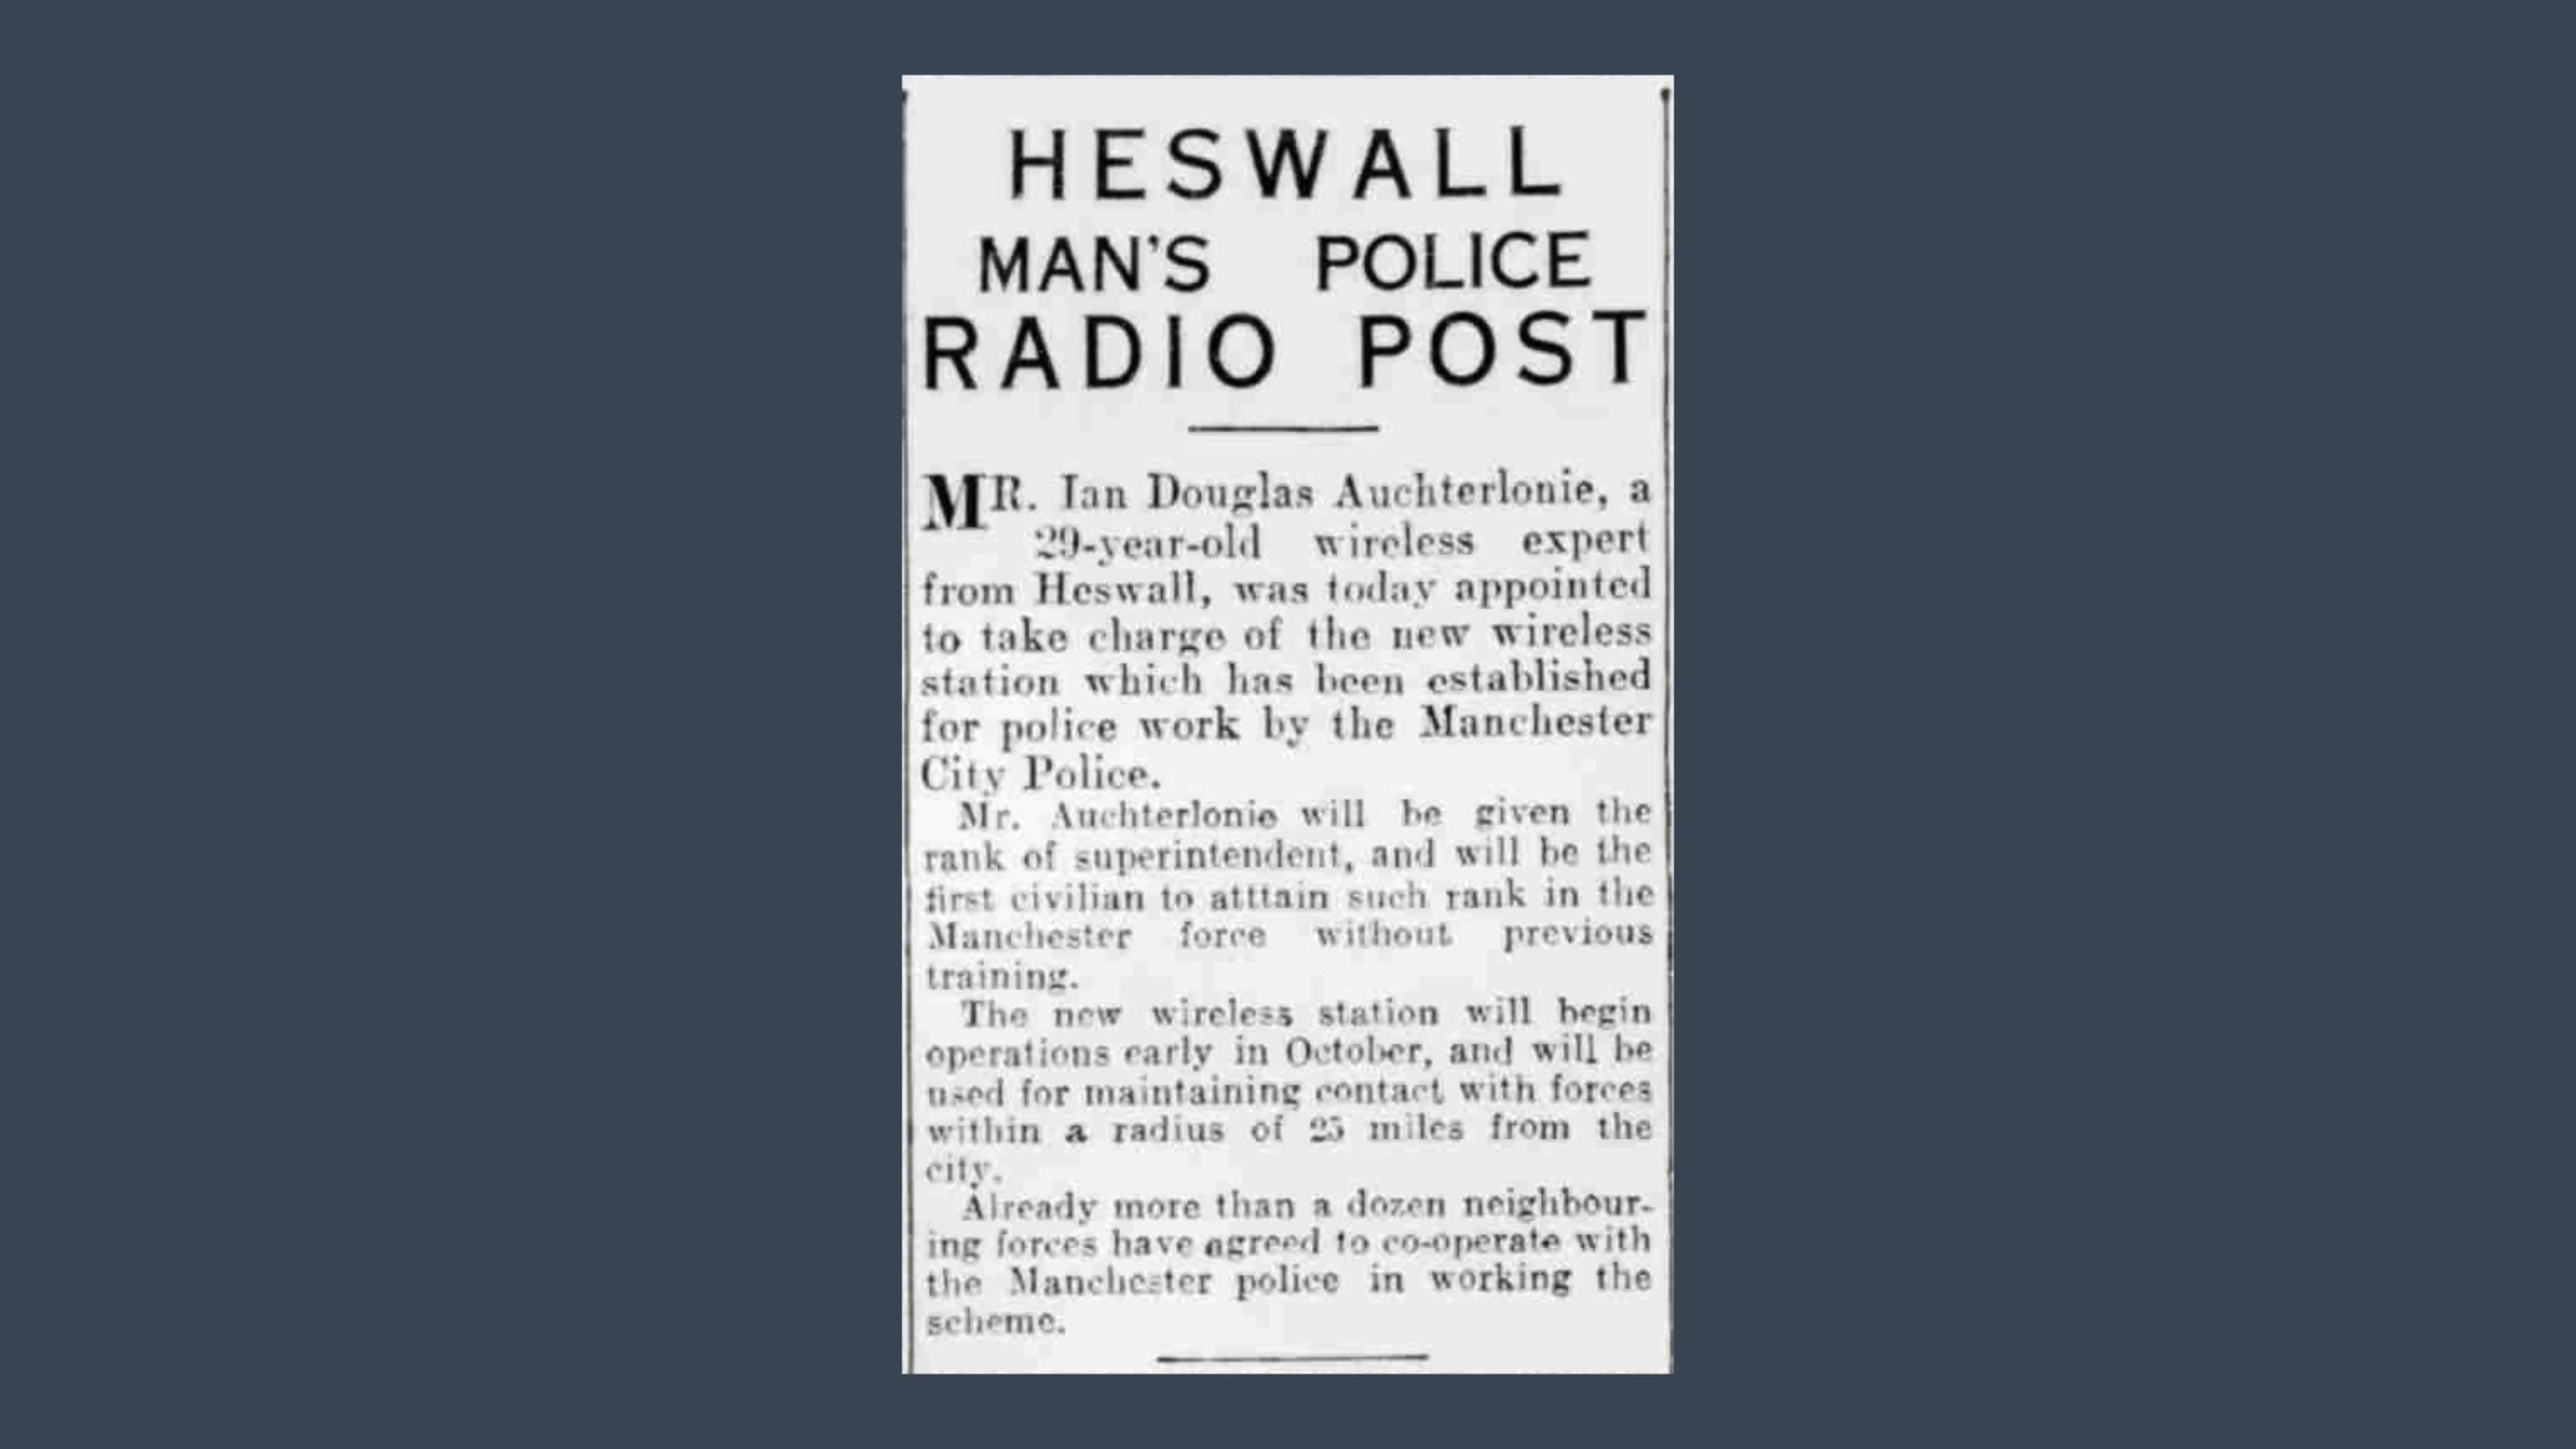 HESWALL
MAN'S POLICE
RADIO POST
MR. Ian Douglas Auchterlonie, a
29-year-old wireless expert
from Heswall, was today appointed
to take charge of the new wireless
station which has been established
for police work by the Manchester
City Police.
Mr. Auchterlonie will be given the
rank of superintendent, and will be the
first civilian to atttain such rank in the
Manchester force without previous
training.
The new wireless station will begin
operations early in October, and will be
used for maintaining contact with forces
within a radius of 25 miles from the
city.
Already more than a dozen neighbour-
ing forces have agreed to co-operate with
the Manchester police in working the
scheme.